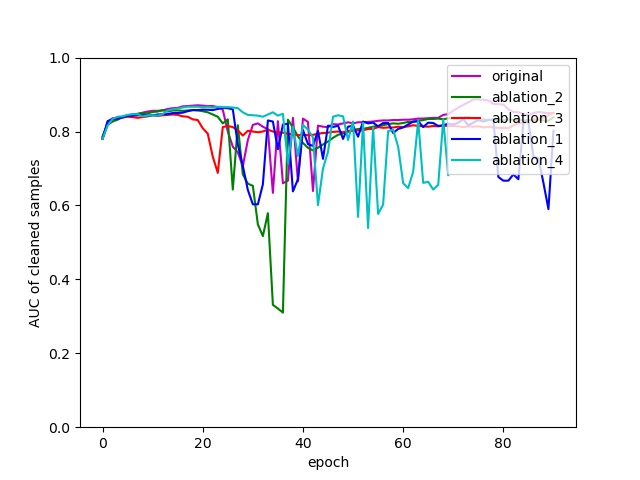 1.0
0.8
0.6
0.4
0.2
0.0
AUC of cleaned samples
0 20 40 60 80
epoch
original
ablation_2
ablation_3
ablation_1
ablation_4